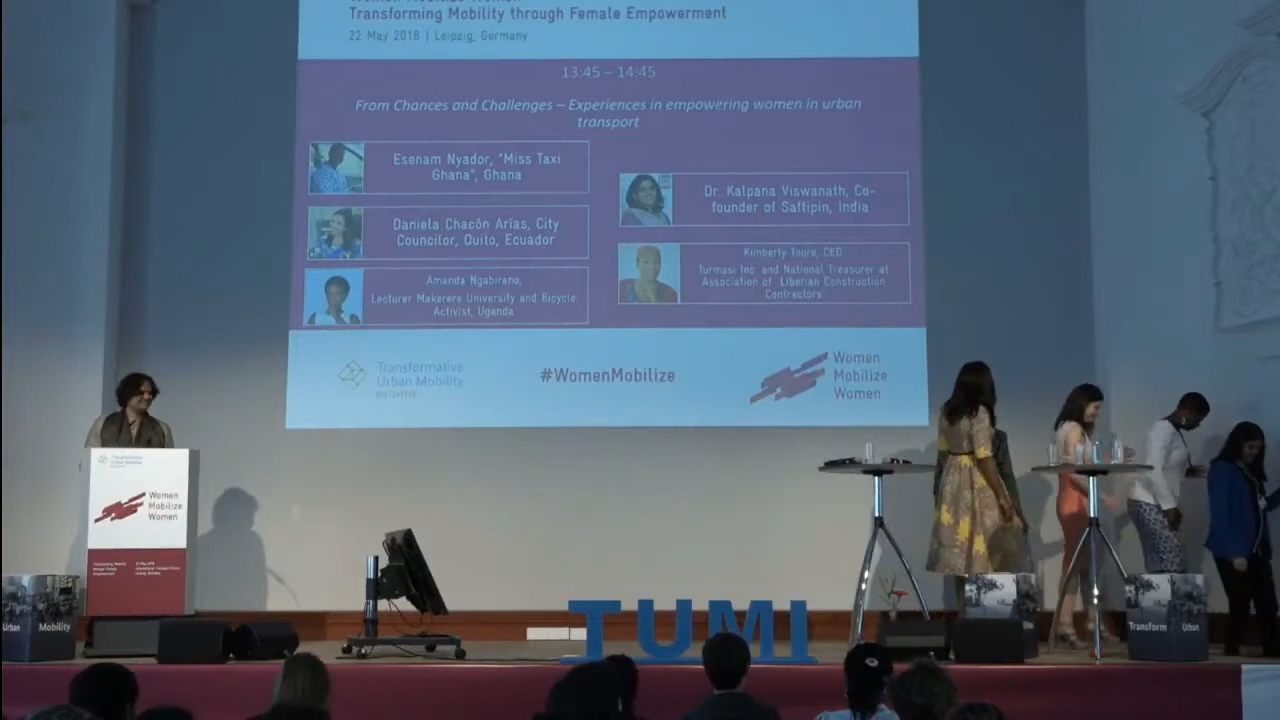 Transforming Mobility through Female Empowerment
22 May 2018 | Leipzig, Germany
13:45 – 14:45
From Chances and Challenges – Experiences in empowering women in urban
transport
Esenam Nyador, "Miss Taxi
Ghana", Ghana
Daniela Chacón Arias, City
Councilor, Quito, Ecuador
Amanda Ngabirano,
Lecturer Makerere University and Bicycle
Activist, Uganda
Dr. Kalpana Viswanath, Co-
founder of Saftipin, India
Kimberly Toure, CEO
Turmasi Inc and National Treasurer at
Association of Liberian Construction
Contractors
Transformative
Urban Mobility
INITIATIVE
#WomenMobilize
Women
Mobilize
Women
Transformative
Urban Mobility
Women
Mobilize
Women
Urban Mobility
TUMI
Transform Urban